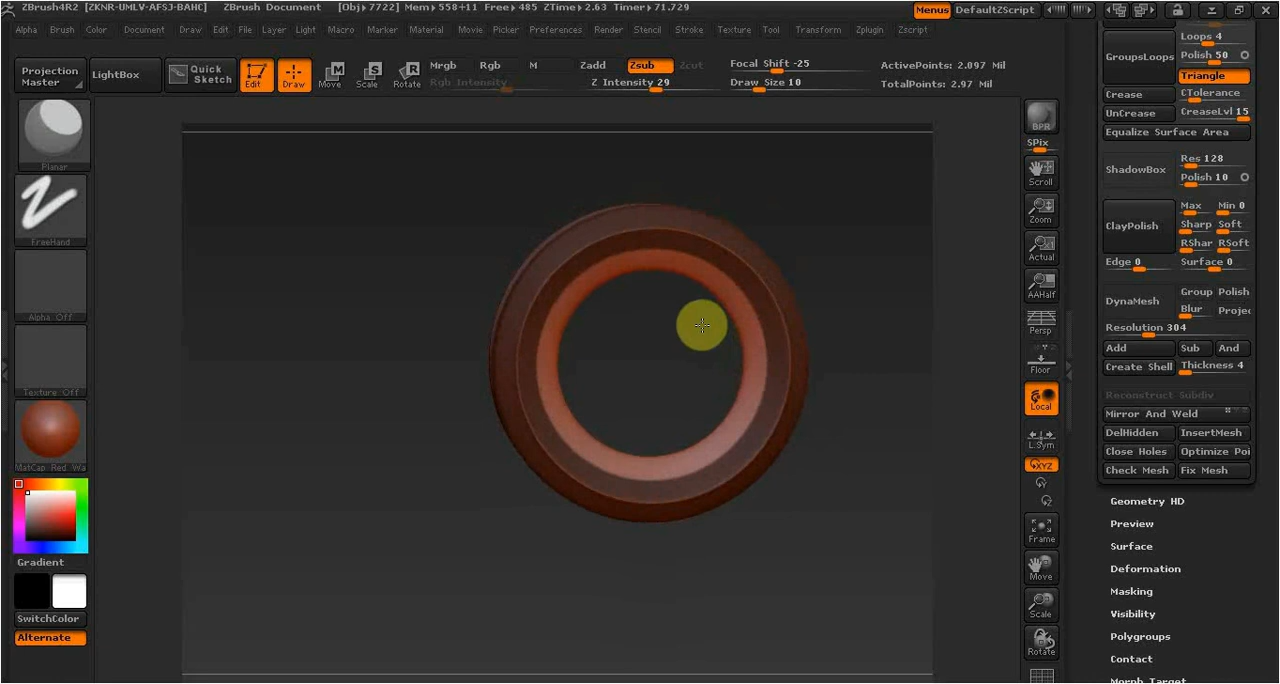 ZBrush4R2 [ZKNR-UMLV-AFSJ-BAHC] ZBrush Document [Obj▸7722] Mem▸558+11 Free▸485 ZTime▸2.63 Timer▸71.729 Menus DefaultZScript
Alpha Brush Color Document Draw Edit File Layer Light Macro Marker Material Movie Picker Preferences Render Stencil Stroke Texture Tool Transform Zplugin Zscript
Projection Master
LightBox
Quick Sketch
Edit
Draw
Move
Scale
Rotate
Mrgb Rgb M
Rgb Intensity
Zadd Zsub Zcut
Z Intensity 29
Focal Shift -25
Draw Size 10
ActivePoints: 2.097 Mil
TotalPoints: 2.97 Mil
Planar
FreeHand
Alpha Off
Texture Off
MatCap Red Wa
Gradient
SwitchColor
Alternate
BPR
SPix
Scroll
Zoom
Actual
AAHalf
Persp
Floor
Local
L.Sym
XYZ
Frame
Move
Scale
Rotate
GroupsLoops
Loops 4
Polish 50
Triangle
Crease
CTolerance
UnCrease
CreaseLvl 15
Equalize Surface Area
ShadowBox
Res 128
Polish 10
ClayPolish
Max Min 0
Sharp Soft
RShar RSoft
Edge 0 Surface 0
DynaMesh
Group Polish
Blur Projec
Resolution 304
Add Sub And
Create Shell Thickness 4
Reconstruct Subdiv
Mirror And Weld
DelHidden InsertMesh
Close Holes Optimize Poi
Check Mesh Fix Mesh
Geometry HD
Preview
Surface
Deformation
Masking
Visibility
Polygroups
Contact
Morph Target